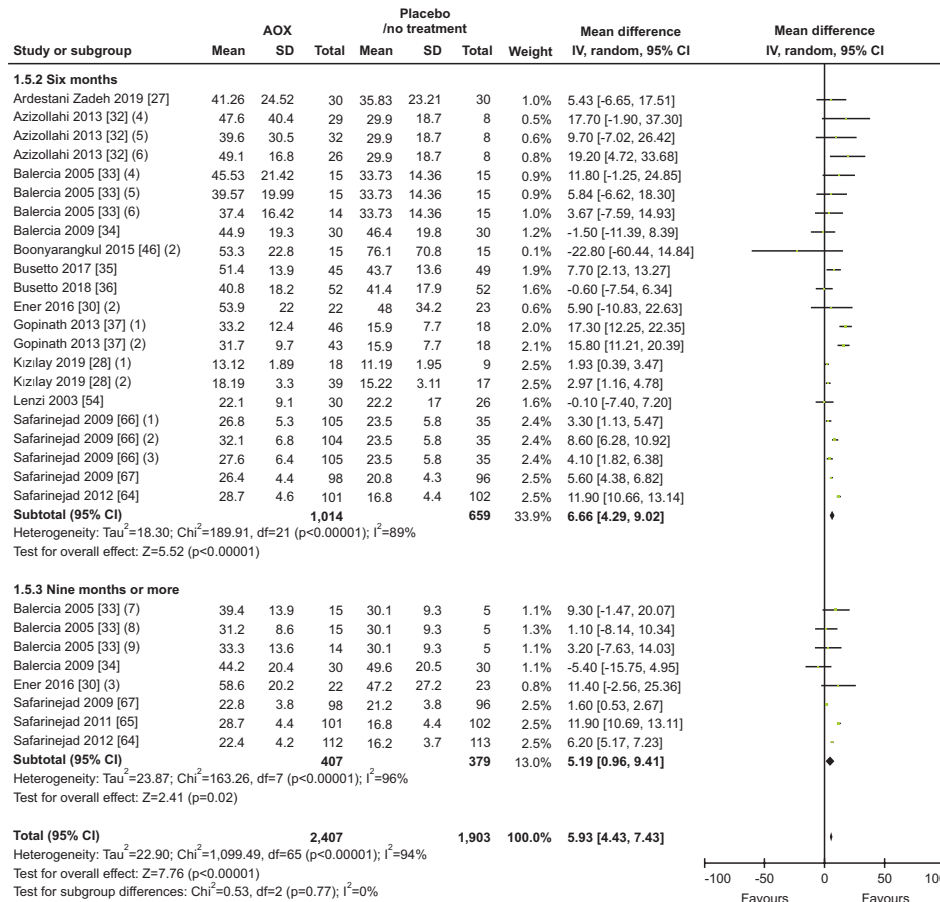 AOX Placebo /no treatment Mean difference Mean difference
Study or subgroup Mean SD Total Mean SD Total Weight IV, random, 95% CI IV, random, 95% CI
1.5.2 Six months
Ardestani Zadeh 2019 [27] 41.26 24.52 30 35.83 23.21 30 1.0% 5.43 [-6.65, 17.51]
Azizollahi 2013 [32] (4) 47.6 40.4 29 29.9 18.7 8 0.5% 17.70 [-1.90, 37.30]
Azizollahi 2013 [32] (5) 39.6 30.5 32 29.9 18.7 8 0.6% 9.70 [-7.02, 26.42]
Azizollahi 2013 [32] (6) 49.1 16.8 26 29.9 18.7 8 0.8% 19.20 [4.72, 33.68]
Balercia 2005 [33] (4) 45.53 21.42 15 33.73 14.36 15 0.9% 11.80 [-1.25, 24.85]
Balercia 2005 [33] (5) 39.57 19.99 15 33.73 14.36 15 0.9% 5.84 [-6.62, 18.30]
Balercia 2005 [33] (6) 37.4 16.42 14 33.73 14.36 15 1.0% 3.67 [-7.59, 14.93]
Balercia 2009 [34] 44.9 19.3 30 46.4 19.8 30 1.2% -1.50 [-11.39, 8.39]
Boonyarangkul 2015 [46] (2) 53.3 22.8 15 76.1 70.8 15 0.1% -22.80 [-60.44, 14.84]
Busetto 2017 [35] 51.4 13.9 45 43.7 13.6 49 1.9% 7.70 [2.13, 13.27]
Busetto 2018 [36] 40.8 18.2 52 41.4 17.9 52 1.6% -0.60 [-7.54, 6.34]
Ener 2016 [30] (2) 53.9 22 22 48 34.2 23 0.6% 5.90 [-10.83, 22.63]
Gopinath 2013 [37] (1) 33.2 12.4 46 15.9 7.7 18 2.0% 17.30 [12.25, 22.35]
Gopinath 2013 [37] (2) 31.7 9.7 43 15.9 7.7 18 2.1% 15.80 [11.21, 20.39]
Kızılay 2019 [28] (1) 13.12 1.89 18 11.19 1.95 9 2.5% 1.93 [0.39, 3.47]
Kızılay 2019 [28] (2) 18.19 3.3 39 15.22 3.11 17 2.5% 2.97 [1.16, 4.78]
Lenzi 2003 [54] 22.1 9.1 30 22.2 17 26 1.6% -0.10 [-7.40, 7.20]
Safarinejad 2009 [66] (1) 26.8 5.3 105 23.5 5.8 35 2.4% 3.30 [1.13, 5.47]
Safarinejad 2009 [66] (2) 32.1 6.8 104 23.5 5.8 35 2.4% 8.60 [6.28, 10.92]
Safarinejad 2009 [66] (3) 27.6 6.4 105 23.5 5.8 35 2.4% 4.10 [1.82, 6.38]
Safarinejad 2009 [67] 26.4 4.4 98 20.8 4.3 96 2.5% 5.60 [4.38, 6.82]
Safarinejad 2012 [64] 28.7 4.6 101 16.8 4.4 102 2.5% 11.90 [10.66, 13.14]
Subtotal (95% CI) 1,014 659 33.9% 6.66 [4.29, 9.02]
Heterogeneity: Tau²=18.30; Chi²=189.91, df=21 (p<0.00001); I²=89%
Test for overall effect: Z=5.52 (p<0.00001)
1.5.3 Nine months or more
Balercia 2005 [33] (7) 39.4 13.9 15 30.1 9.3 5 1.1% 9.30 [-1.47, 20.07]
Balercia 2005 [33] (8) 31.2 8.6 15 30.1 9.3 5 1.3% 1.10 [-8.14, 10.34]
Balercia 2005 [33] (9) 33.3 13.6 14 30.1 9.3 5 1.1% 3.20 [-7.63, 14.03]
Balercia 2009 [34] 44.2 20.4 30 49.6 20.5 30 1.1% -5.40 [-15.75, 4.95]
Ener 2016 [30] (3) 58.6 20.2 22 47.2 27.2 23 0.8% 11.40 [-2.56, 25.36]
Safarinejad 2009 [67] 22.8 3.8 98 21.2 3.8 96 2.5% 1.60 [0.53, 2.67]
Safarinejad 2011 [65] 28.7 4.4 101 16.8 4.4 102 2.5% 11.90 [10.69, 13.11]
Safarinejad 2012 [64] 22.4 4.2 112 16.2 3.7 113 2.5% 6.20 [5.17, 7.23]
Subtotal (95% CI) 407 379 13.0% 5.19 [0.96, 9.41]
Heterogeneity: Tau²=23.87; Chi²=163.26, df=7 (p<0.00001); I²=96%
Test for overall effect: Z=2.41 (p=0.02)
Total (95% CI) 2,407 1,903 100.0% 5.93 [4.43, 7.43]
Heterogeneity: Tau²=22.90; Chi²=1,099.49, df=65 (p<0.00001); I²=94%
Test for overall effect: Z=7.76 (p<0.00001)
Test for subgroup differences: Chi²=0.53, df=2 (p=0.77); I²=0%
-100 -50 0 50 100
Favours Favours